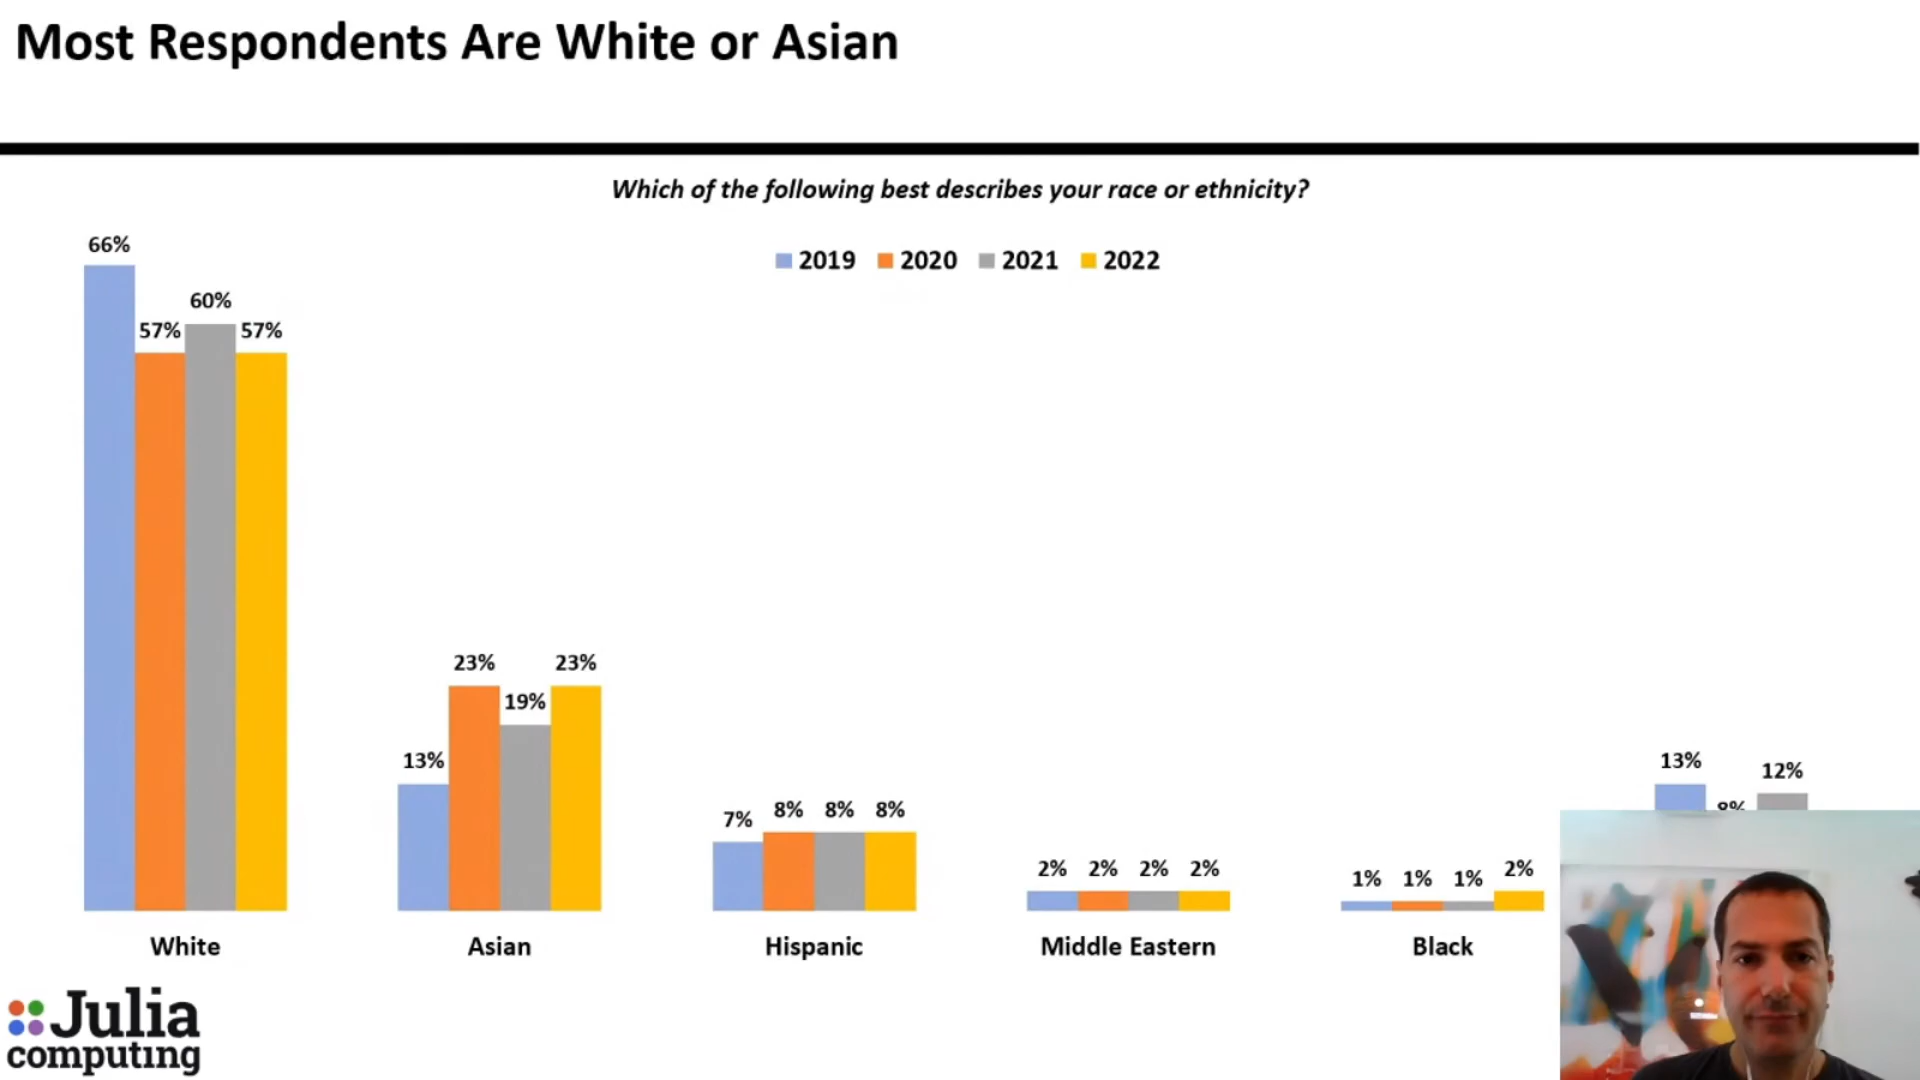 Most Respondents Are White or Asian
Which of the following best describes your race or ethnicity?
2019 2020 2021 2022
66%
60%
57% 57%
23% 23%
19%
13%
13%
12%
7% 8% 8% 8%
8%
2% 2% 2% 2%
1% 1% 1% 2%
White Asian Hispanic Middle Eastern Black
Julia
computing